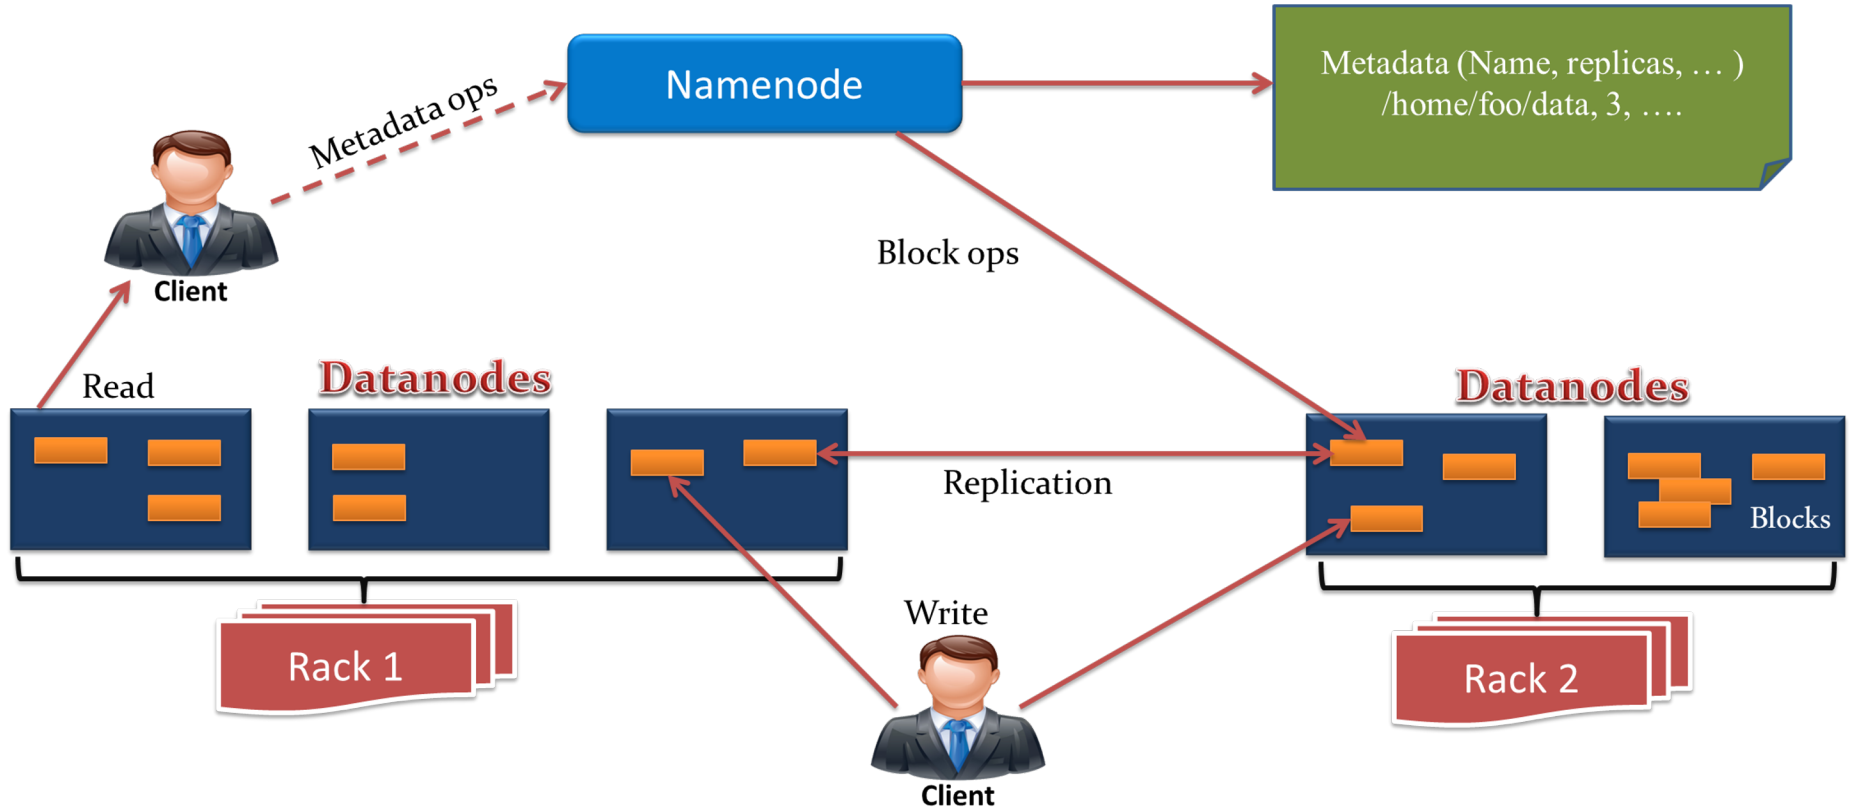 Namenode
Metadata (Name, replicas, … )
/home/foo/data, 3, ….
Metadata ops
Client
Block ops
Read
Datanodes
Datanodes
Replication
Blocks
Write
Rack 1
Rack 2
Client